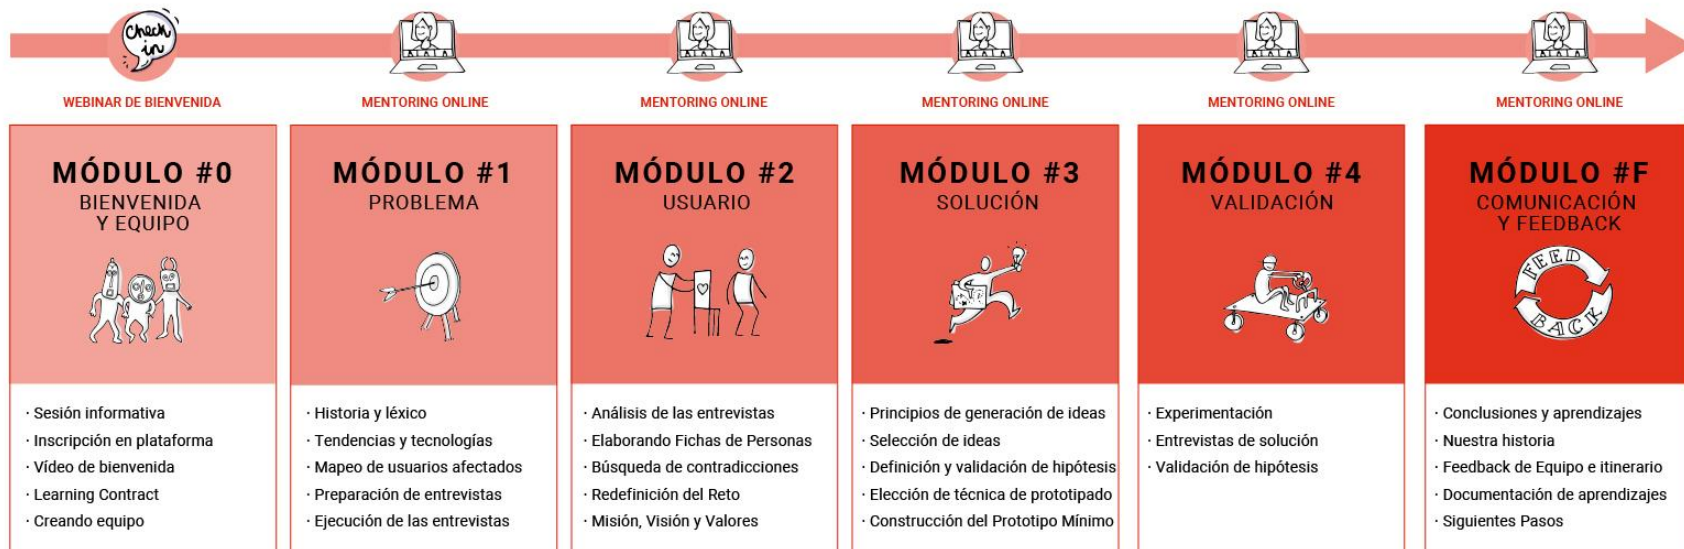 Check
in
WEBINAR DE BIENVENIDA
MENTORING ONLINE
MENTORING ONLINE
MENTORING ONLINE
MENTORING ONLINE
MENTORING ONLINE
MÓDULO #0
BIENVENIDA
Y EQUIPO
· Sesión informativa
· Inscripción en plataforma
· Vídeo de bienvenida
· Learning Contract
· Creando equipo
MÓDULO #1
PROBLEMA
· Historia y léxico
· Tendencias y tecnologías
· Mapeo de usuarios afectados
· Preparación de entrevistas
· Ejecución de las entrevistas
MÓDULO #2
USUARIO
· Análisis de las entrevistas
· Elaborando Fichas de Personas
· Búsqueda de contradicciones
· Redefinición del Reto
· Misión, Visión y Valores
MÓDULO #3
SOLUCIÓN
· Principios de generación de ideas
· Selección de ideas
· Definición y validación de hipótesis
· Elección de técnica de prototipado
· Construcción del Prototipo Mínimo
MÓDULO #4
VALIDACIÓN
· Experimentación
· Entrevistas de solución
· Validación de hipótesis
MÓDULO #F
COMUNICACIÓN
Y FEEDBACK
FEED
BACK
· Conclusiones y aprendizajes
· Nuestra historia
· Feedback de Equipo e itinerario
· Documentación de aprendizajes
· Siguientes Pasos